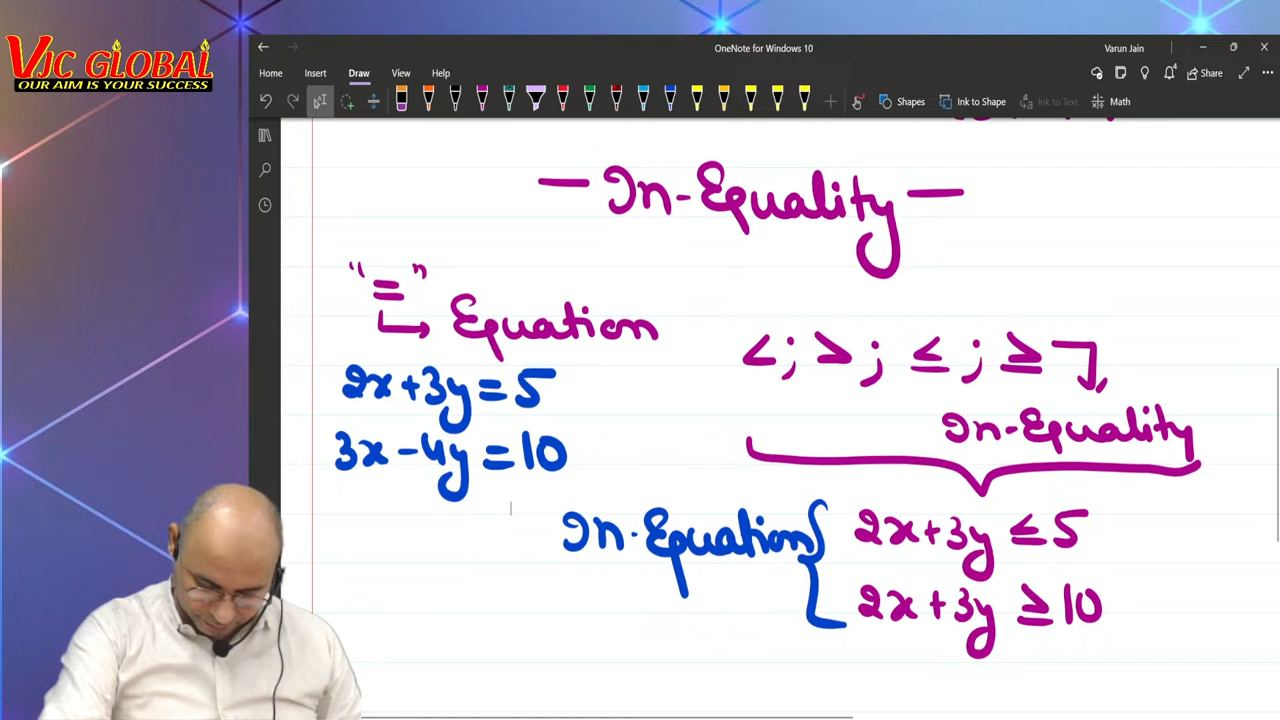 VJC GLOBAL
OUR AIM IS YOUR SUCCESS
OneNote for Windows 10
Varun Jain
Home Insert Draw View Help
Share
Shapes Ink to Shape Ink to Text Math
— In-Equality —
"="
Equation
2x+3y=5
3x-4y=10
<; >; ≤; ≥
In-Equality
In-Equation
2x+3y ≤5
2x+3y ≥10